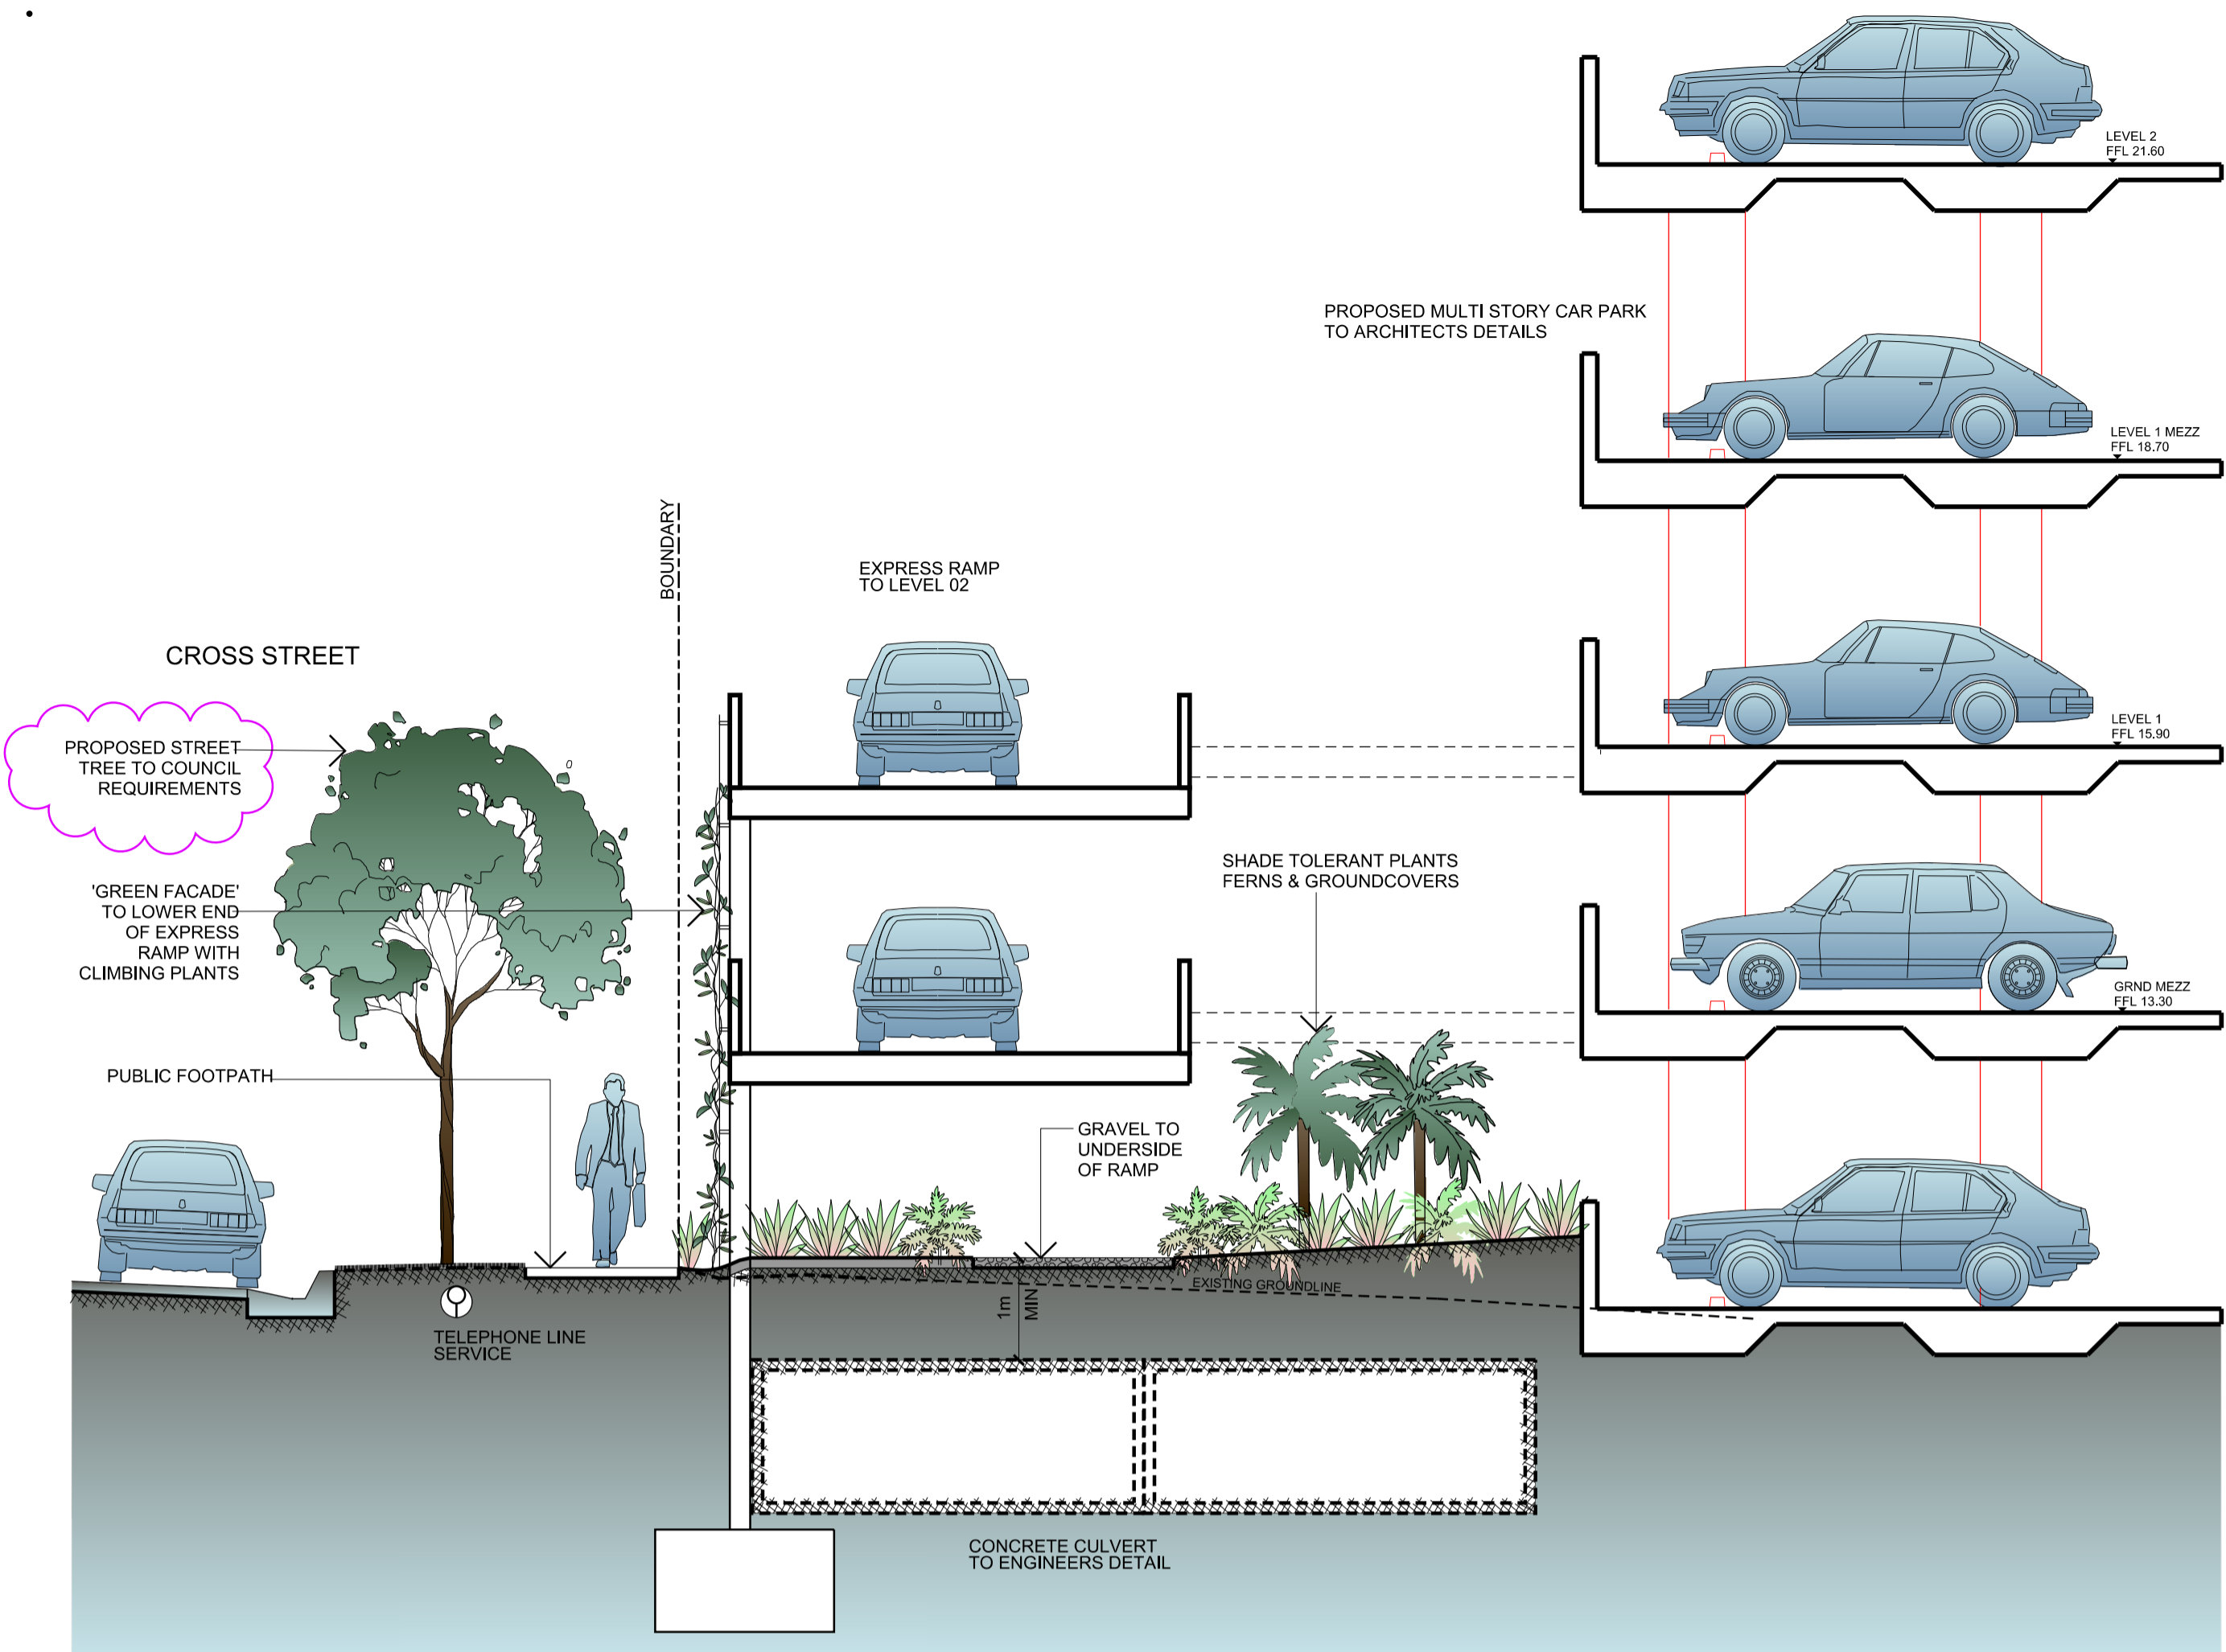 LEVEL 2
FFL 21.60
PROPOSED MULTI STORY CAR PARK
TO ARCHITECTS DETAILS
LEVEL 1 MEZZ
FFL 18.70
BOUNDARY
EXPRESS RAMP
TO LEVEL 02
CROSS STREET
PROPOSED STREET
TREE TO COUNCIL
REQUIREMENTS
LEVEL 1
FFL 15.90
SHADE TOLERANT PLANTS
FERNS & GROUNDCOVERS
'GREEN FACADE'
TO LOWER END
OF EXPRESS
RAMP WITH
CLIMBING PLANTS
GRND MEZZ
FFL 13.30
PUBLIC FOOTPATH
GRAVEL TO
UNDERSIDE
OF RAMP
EXISTING GROUNDLINE
1m
MIN
TELEPHONE LINE
SERVICE
CONCRETE CULVERT
TO ENGINEERS DETAIL